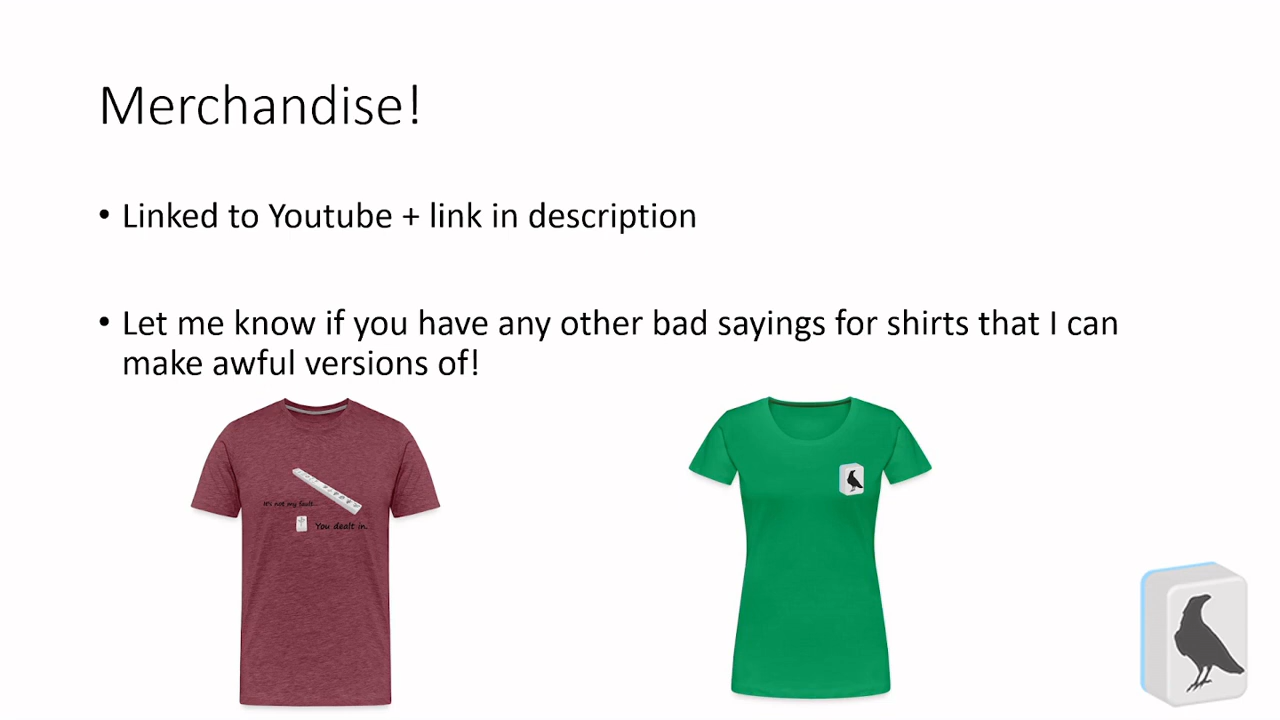 Merchandise!
• Linked to Youtube + link in description
• Let me know if you have any other bad sayings for shirts that I can
make awful versions of!
It's not my fault...
You dealt in.